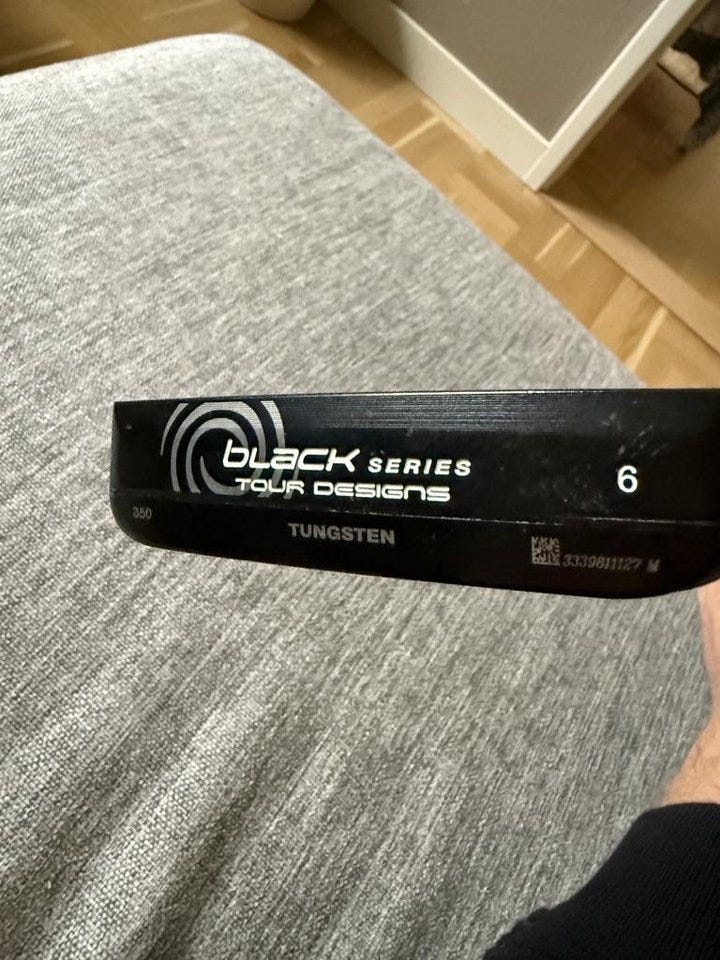 black SERIES
TOUR DESIGNS
6
350
TUNGSTEN
3339811127 M